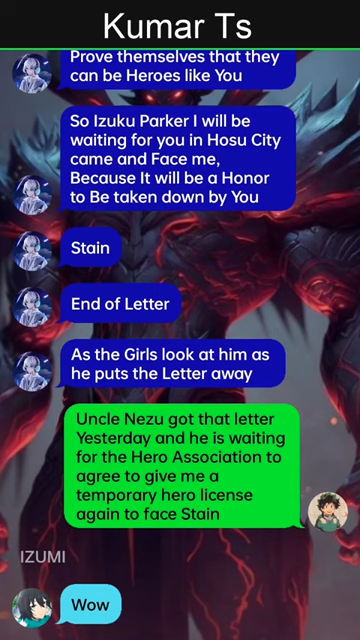 Kumar Ts
Prove themselves that they
can be Heroes like You
So Izuku Parker I will be
waiting for you in Hosu City
came and Face me,
Because It will be a Honor
to Be taken down by You
Stain
End of Letter
As the Girls look at him as
he puts the Letter away
Uncle Nezu got that letter
Yesterday and he is waiting
for the Hero Association to
agree to give me a
temporary hero license
again to face Stain
IZUMI
Wow